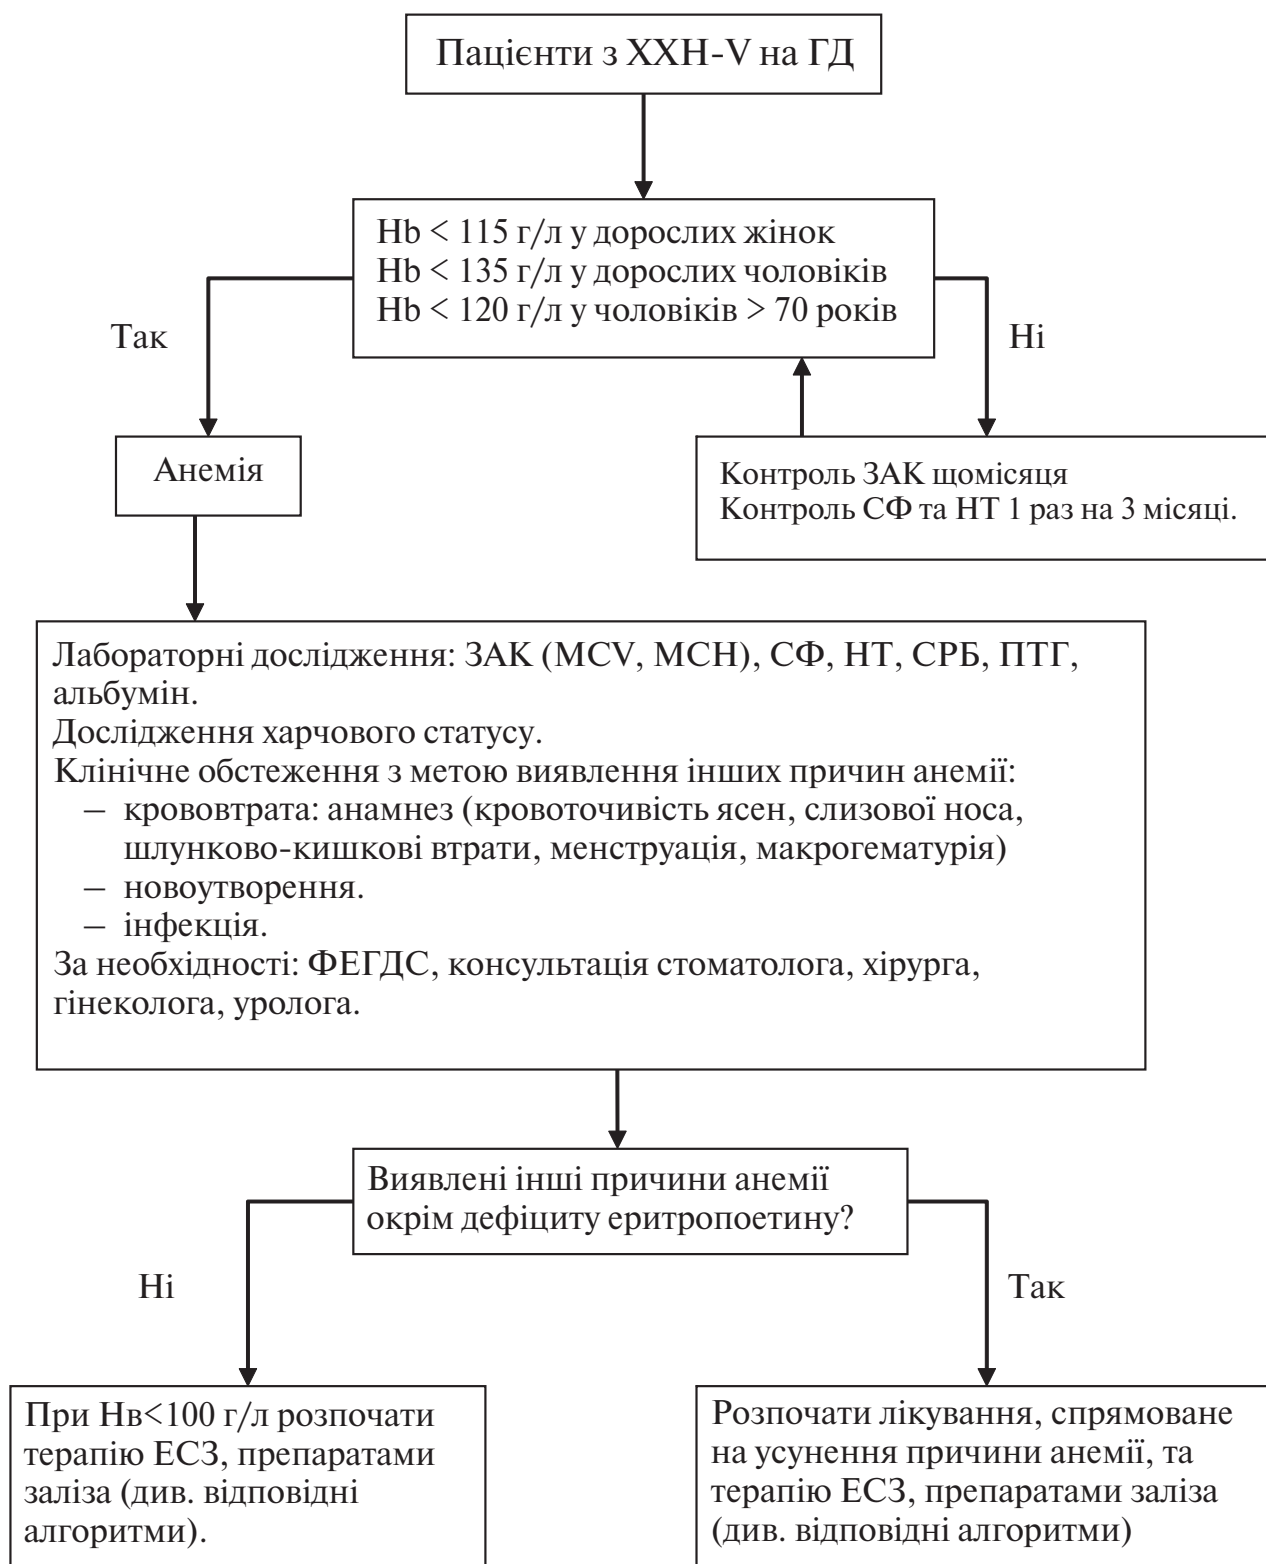 Пацієнти з ХХН-V на ГД
Hb < 115 г/л у дорослих жінок
Hb < 135 г/л у дорослих чоловіків
Hb < 120 г/л у чоловіків > 70 років
Так
Ні
Анемія
Контроль ЗАК щомісяця
Контроль СФ та НТ 1 раз на 3 місяці.
Лабораторні дослідження: ЗАК (MCV, MCH), СФ, НТ, СРБ, ПТГ,
альбумін.
Дослідження харчового статусу.
Клінічне обстеження з метою виявлення інших причин анемії:
– крововтрата: анамнез (кровоточивість ясен, слизової носа,
шлунково-кишкові втрати, менструація, макрогематурія)
– новоутворення.
– інфекція.
За необхідності: ФЕГДС, консультація стоматолога, хірурга,
гінеколога, уролога.
Виявлені інші причини анемії
окрім дефіциту еритропоетину?
Ні
Так
При Нв<100 г/л розпочати
терапію ЕСЗ, препаратами
заліза (див. відповідні
алгоритми).
Розпочати лікування, спрямоване
на усунення причини анемії, та
терапію ЕСЗ, препаратами заліза
(див. відповідні алгоритми)